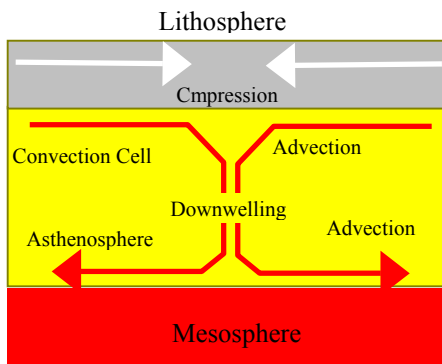 Lithosphere
Cmpression
Convection Cell
Advection
Downwelling
Asthenosphere
Advection
Mesosphere